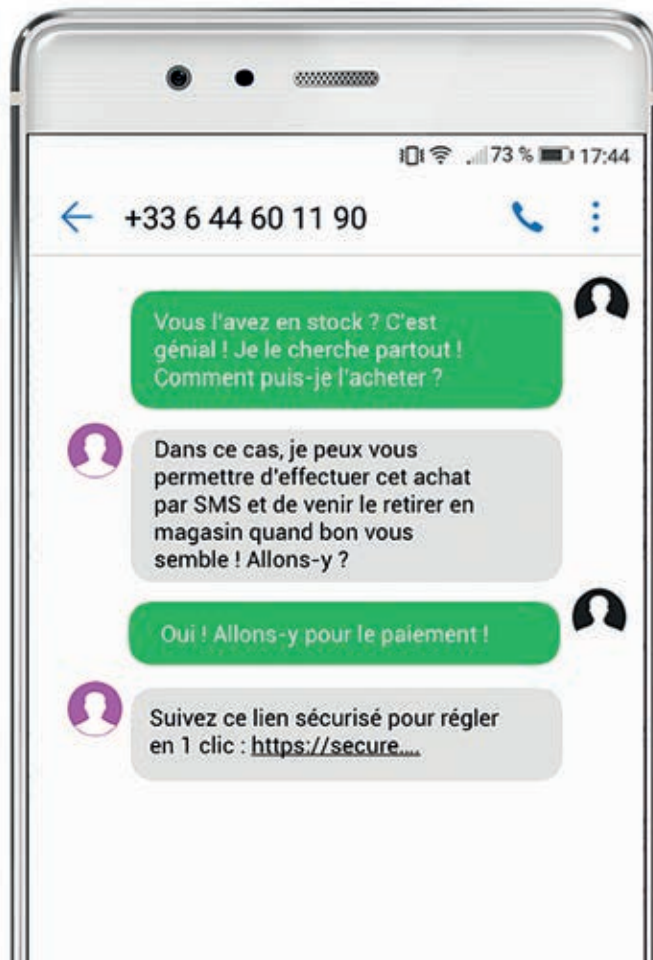 73 % 17:44
+33 6 44 60 11 90
Vous l'avez en stock ? C'est
génial ! Je le cherche partout !
Comment puis-je l'acheter ?
Dans ce cas, je peux vous
permettre d'effectuer cet achat
par SMS et de venir le retirer en
magasin quand bon vous
semble ! Allons-y ?
Oui ! Allons-y pour le paiement !
Suivez ce lien sécurisé pour régler
en 1 clic : https://secure....